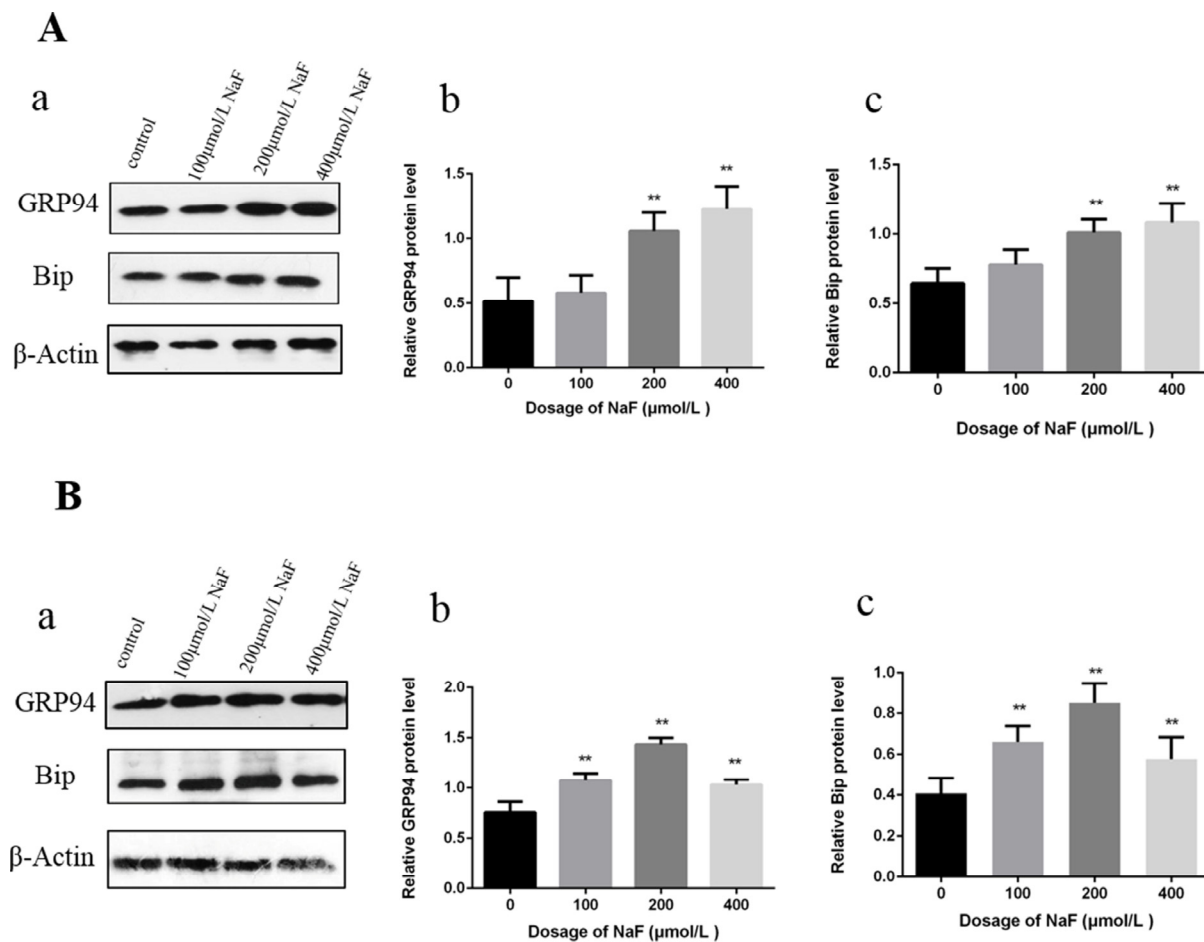 A
a
control
100μmol/L NaF
200μmol/L NaF
400μmol/L NaF
GRP94
Bip
β-Actin
b
Relative GRP94 protein level
1.5
1.0
0.5
0.0
**
**
0 100 200 400
Dosage of NaF (μmol/L )
c
Relative Bip protein level
1.5
1.0
0.5
0.0
**
**
0 100 200 400
Dosage of NaF (μmol/L )
B
a
control
100μmol/L NaF
200μmol/L NaF
400μmol/L NaF
GRP94
Bip
β-Actin
b
Relative GRP94 protein level
2.0
1.5
1.0
0.5
0.0
**
**
**
0 100 200 400
Dosage of NaF (μmol/L )
c
Relative Bip protein level
1.0
0.8
0.6
0.4
0.2
0.0
**
**
**
0 100 200 400
Dosage of NaF (μmol/L )